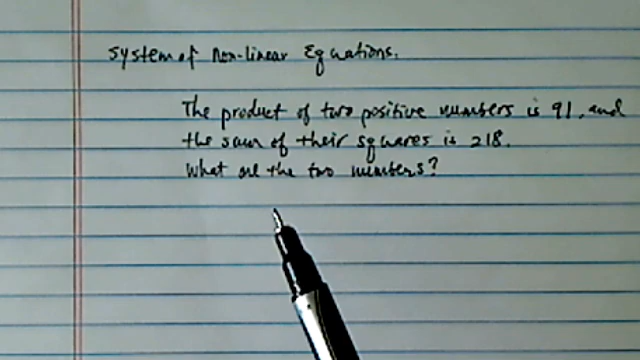 System of Non-linear Equations.
The product of two positive numbers is 91, and
the sum of their squares is 218.
What are the two numbers?